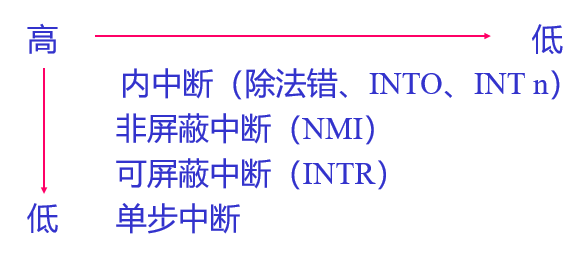 高 低
内中断（除法错、INTO、INT n）
非屏蔽中断（NMI）
可屏蔽中断（INTR）
低 单步中断